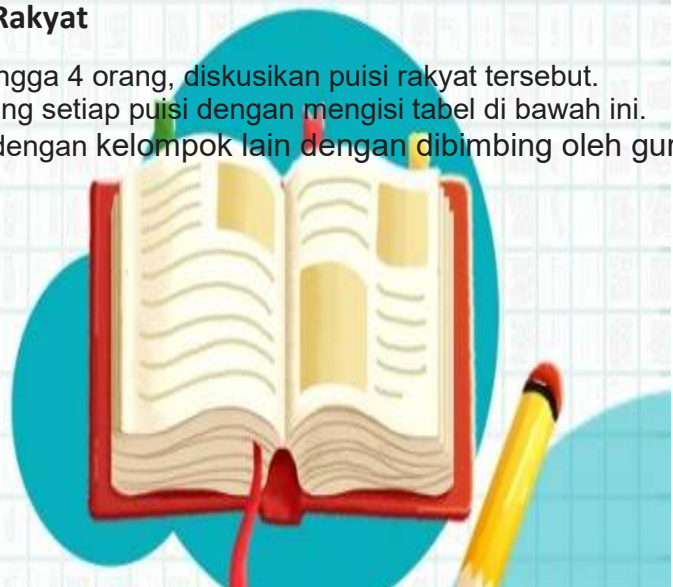 Rakyat
ngga 4 orang, diskusikan puisi rakyat tersebut.
ng setiap puisi dengan mengisi tabel di bawah ini.
dengan kelompok lain dengan dibimbing oleh gur